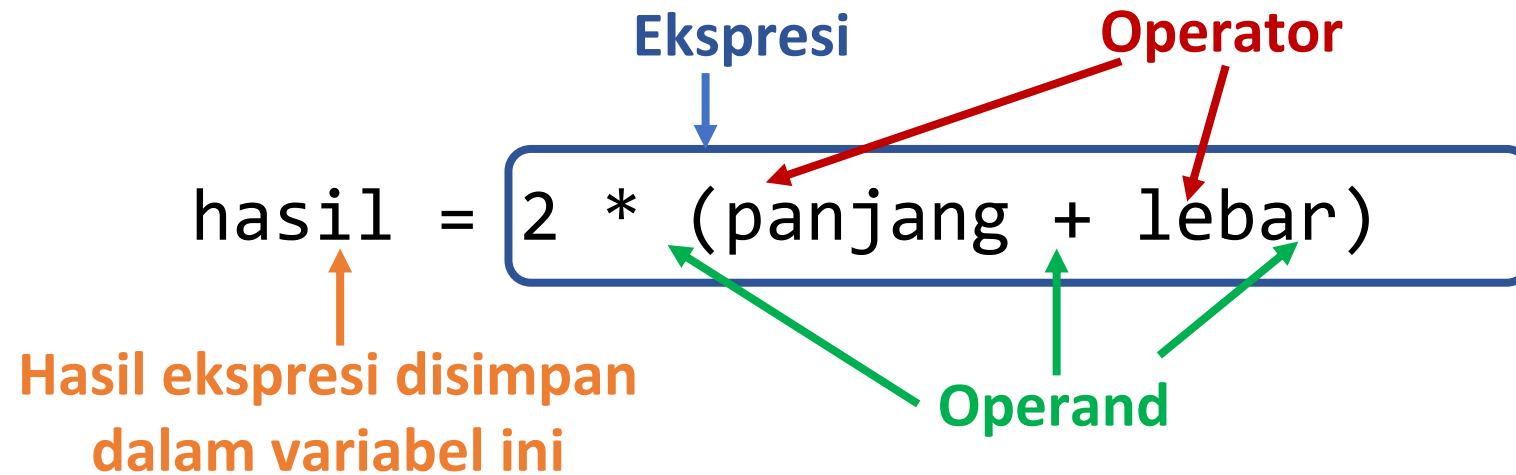 Ekspresi
Operator
hasil = 2 * (panjang + lebar)
Hasil ekspresi disimpan
dalam variabel ini
Operand